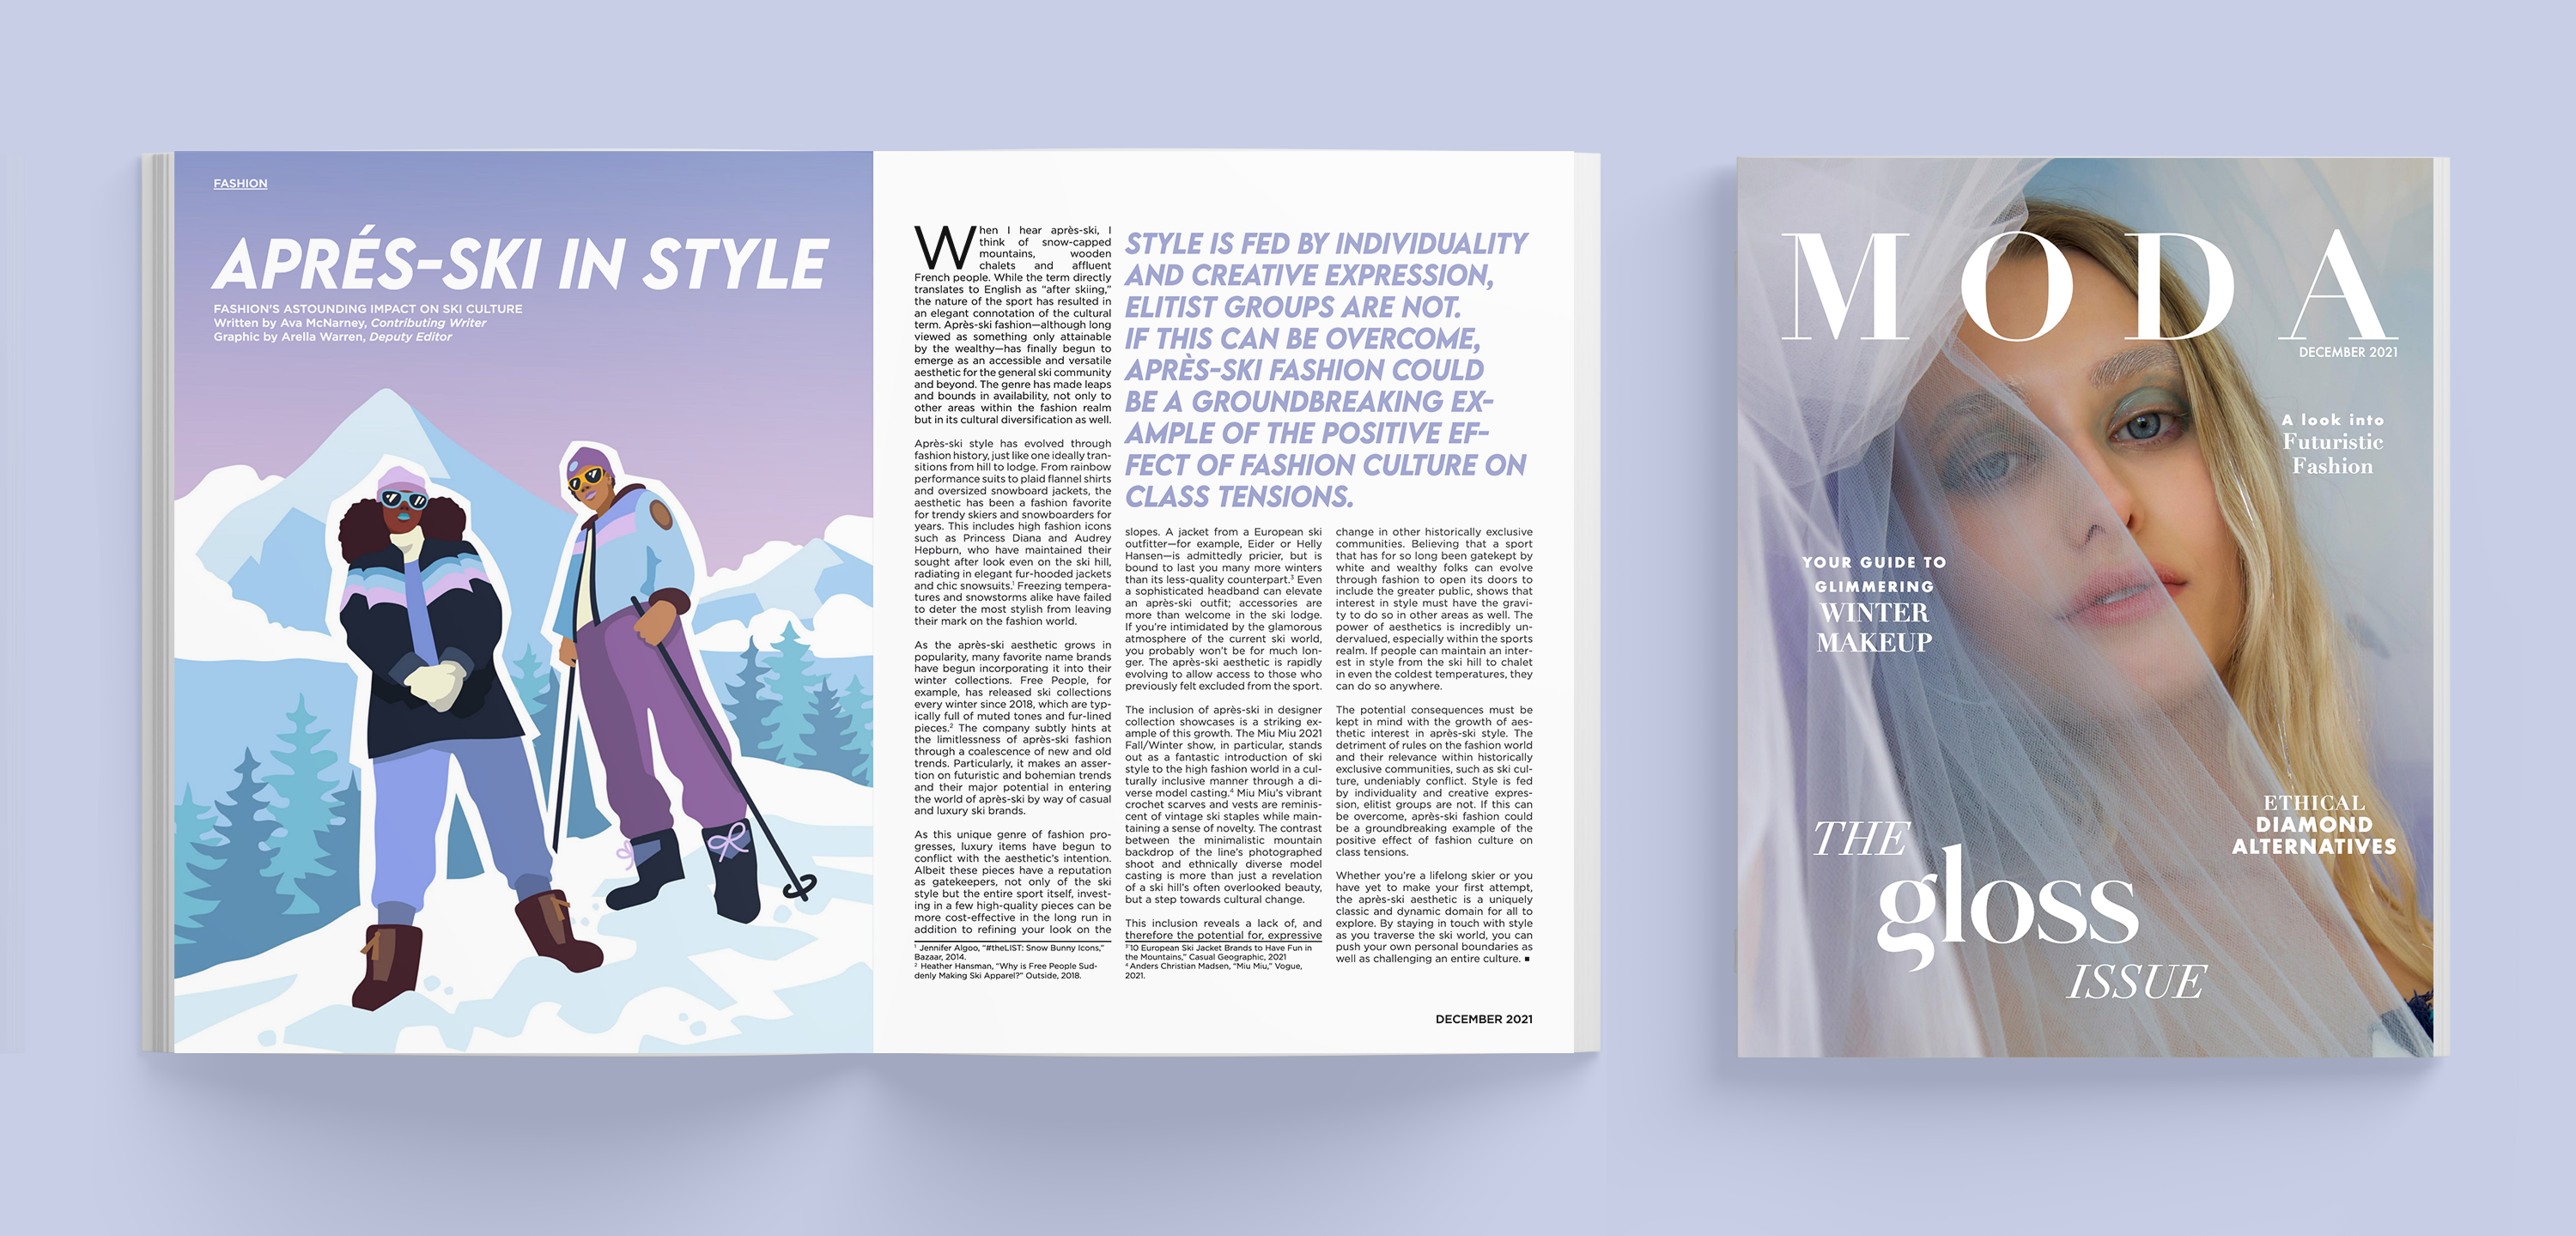 FASHION
APRÉS-SKI IN STYLE
FASHION'S ASTOUNDING IMPACT ON SKI CULTURE
Written by Ava McNarney, Contributing Writer
Graphic by Arella Warren, Deputy Editor
When I hear après-ski, I
think of snow-capped
mountains, wooden
chalets and affluent
French people. While the term directly
translates to English as “after skiing,”
the nature of the sport has resulted in
an elegant connotation of the cultural
term. Après-ski fashion—although long
viewed as something only attainable
by the wealthy—has finally begun to
emerge as an accessible and versatile
aesthetic for the general ski community
and beyond. The genre has made leaps
and bounds in availability, not only to
other areas within the fashion realm
but in its cultural diversification as well.
Après-ski style has evolved through
fashion history, just like one ideally tran-
sitions from hill to lodge. From rainbow
performance suits to plaid flannel shirts
and oversized snowboard jackets, the
aesthetic has been a fashion favorite
for trendy skiers and snowboarders for
years. This includes high fashion icons
such as Princess Diana and Audrey
Hepburn, who have maintained their
sought after look even on the ski hill,
radiating in elegant fur-hooded jackets
and chic snowsuits.¹ Freezing tempera-
tures and snowstorms alike have failed
to deter the most stylish from leaving
their mark on the fashion world.
As the après-ski aesthetic grows in
popularity, many favorite name brands
have begun incorporating it into their
winter collections. Free People, for
example, has released ski collections
every winter since 2018, which are typ-
ically full of muted tones and fur-lined
pieces.² The company subtly hints at
the limitlessness of après-ski fashion
through a coalescence of new and old
trends. Particularly, it makes an asser-
tion on futuristic and bohemian trends
and their major potential in entering
the world of après-ski by way of casual
and luxury ski brands.
As this unique genre of fashion pro-
gresses, luxury items have begun to
conflict with the aesthetic's intention.
Albeit these pieces have a reputation
as gatekeepers, not only of the ski
style but the entire sport itself, invest-
ing in a few high-quality pieces can be
more cost-effective in the long run in
addition to refining your look on the
¹ Jennifer Algoo, “#theLIST: Snow Bunny Icons,”
Bazaar, 2014.
² Heather Hansman, “Why is Free People Sud-
denly Making Ski Apparel?” Outside, 2018.
STYLE IS FED BY INDIVIDUALITY
AND CREATIVE EXPRESSION,
ELITIST GROUPS ARE NOT.
IF THIS CAN BE OVERCOME,
APRÈS-SKI FASHION COULD
BE A GROUNDBREAKING EX-
AMPLE OF THE POSITIVE EF-
FECT OF FASHION CULTURE ON
CLASS TENSIONS.
slopes. A jacket from a European ski
outfitter—for example, Eider or Helly
Hansen—is admittedly pricier, but is
bound to last you many more winters
than its less-quality counterpart.³ Even
a sophisticated headband can elevate
an après-ski outfit; accessories are
more than welcome in the ski lodge.
If you're intimidated by the glamorous
atmosphere of the current ski world,
you probably won't be for much lon-
ger. The après-ski aesthetic is rapidly
evolving to allow access to those who
previously felt excluded from the sport.
The inclusion of après-ski in designer
collection showcases is a striking ex-
ample of this growth. The Miu Miu 2021
Fall/Winter show, in particular, stands
out as a fantastic introduction of ski
style to the high fashion world in a cul-
turally inclusive manner through a di-
verse model casting.⁴ Miu Miu's vibrant
crochet scarves and vests are reminis-
cent of vintage ski staples while main-
taining a sense of novelty. The contrast
between the minimalistic mountain
backdrop of the line's photographed
shoot and ethnically diverse model
casting is more than just a revelation
of a ski hill's often overlooked beauty,
but a step towards cultural change.
This inclusion reveals a lack of, and
therefore the potential for, expressive
³ “10 European Ski Jacket Brands to Have Fun in
the Mountains,” Casual Geographic, 2021
⁴ Anders Christian Madsen, “Miu Miu,” Vogue,
2021.
change in other historically exclusive
communities. Believing that a sport
that has for so long been gatekept by
white and wealthy folks can evolve
through fashion to open its doors to
include the greater public, shows that
interest in style must have the gravi-
ty to do so in other areas as well. The
power of aesthetics is incredibly un-
dervalued, especially within the sports
realm. If people can maintain an inter-
est in style from the ski hill to chalet
in even the coldest temperatures, they
can do so anywhere.
The potential consequences must be
kept in mind with the growth of aes-
thetic interest in après-ski style. The
detriment of rules on the fashion world
and their relevance within historically
exclusive communities, such as ski cul-
ture, undeniably conflict. Style is fed
by individuality and creative expres-
sion, elitist groups are not. If this can
be overcome, après-ski fashion could
be a groundbreaking example of the
positive effect of fashion culture on
class tensions.
Whether you're a lifelong skier or you
have yet to make your first attempt,
the après-ski aesthetic is a uniquely
classic and dynamic domain for all to
explore. By staying in touch with style
as you traverse the ski world, you can
push your own personal boundaries as
well as challenging an entire culture. ■
DECEMBER 2021
MODA
DECEMBER 2021
A look into
Futuristic
Fashion
YOUR GUIDE TO
GLIMMERING
WINTER
MAKEUP
ETHICAL
DIAMOND
ALTERNATIVES
THE
gloss
ISSUE